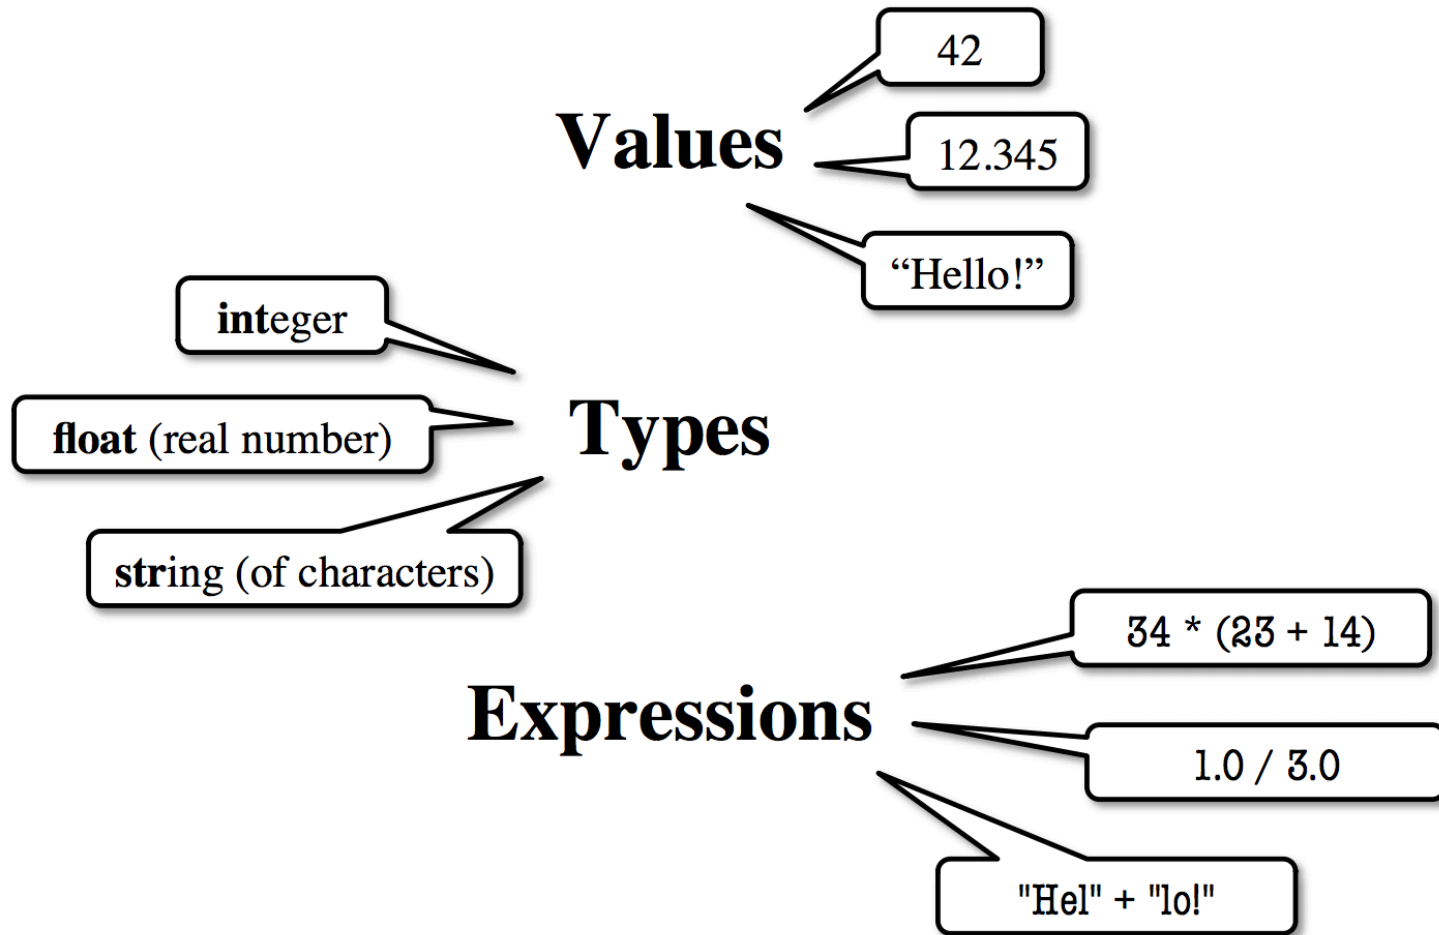 42
Values
12.345
“Hello!”
integer
float (real number)
Types
string (of characters)
34 * (23 + 14)
Expressions
1.0 / 3.0
"Hel" + "lo!"